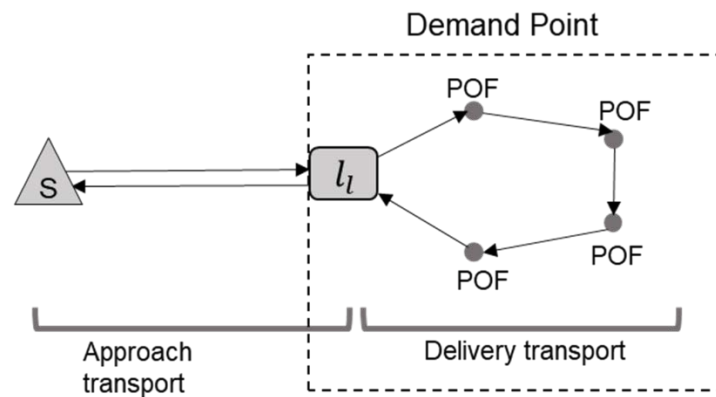 Demand Point
POF
POF
S
l_l
POF
POF
Approach
transport
Delivery transport